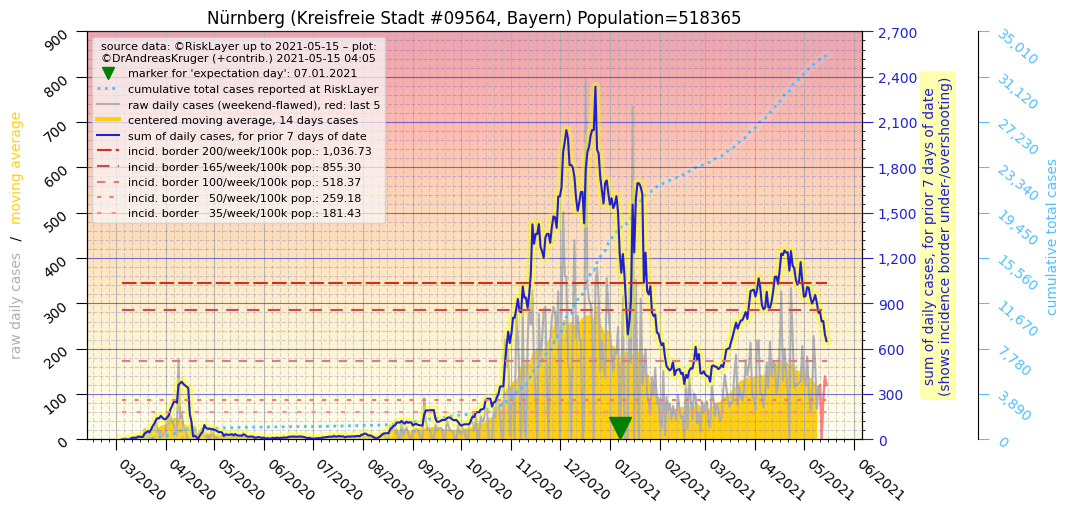 Nürnberg (Kreisfreie Stadt #09564, Bayern) Population=518365
source data: ©RiskLayer up to 2021-05-15 – plot:
©DrAndreasKruger (+contrib.) 2021-05-15 04:05
marker for 'expectation day': 07.01.2021
cumulative total cases reported at RiskLayer
raw daily cases (weekend-flawed), red: last 5
centered moving average, 14 days cases
sum of daily cases, for prior 7 days of date
incid. border 200/week/100k pop.: 1,036.73
incid. border 165/week/100k pop.: 855.30
incid. border 100/week/100k pop.: 518.37
incid. border   50/week/100k pop.: 259.18
incid. border   35/week/100k pop.: 181.43
raw daily cases  /  moving average
900
800
700
600
500
400
300
200
100
0
03/2020
04/2020
05/2020
06/2020
07/2020
08/2020
09/2020
10/2020
11/2020
12/2020
01/2021
02/2021
03/2021
04/2021
05/2021
06/2021
2,700
2,400
2,100
1,800
1,500
1,200
900
600
300
0
sum of daily cases, for prior 7 days of date
(shows incidence border under-/overshooting)
35,010
31,120
27,230
23,340
19,450
15,560
11,670
7,780
3,890
0
cumulative total cases